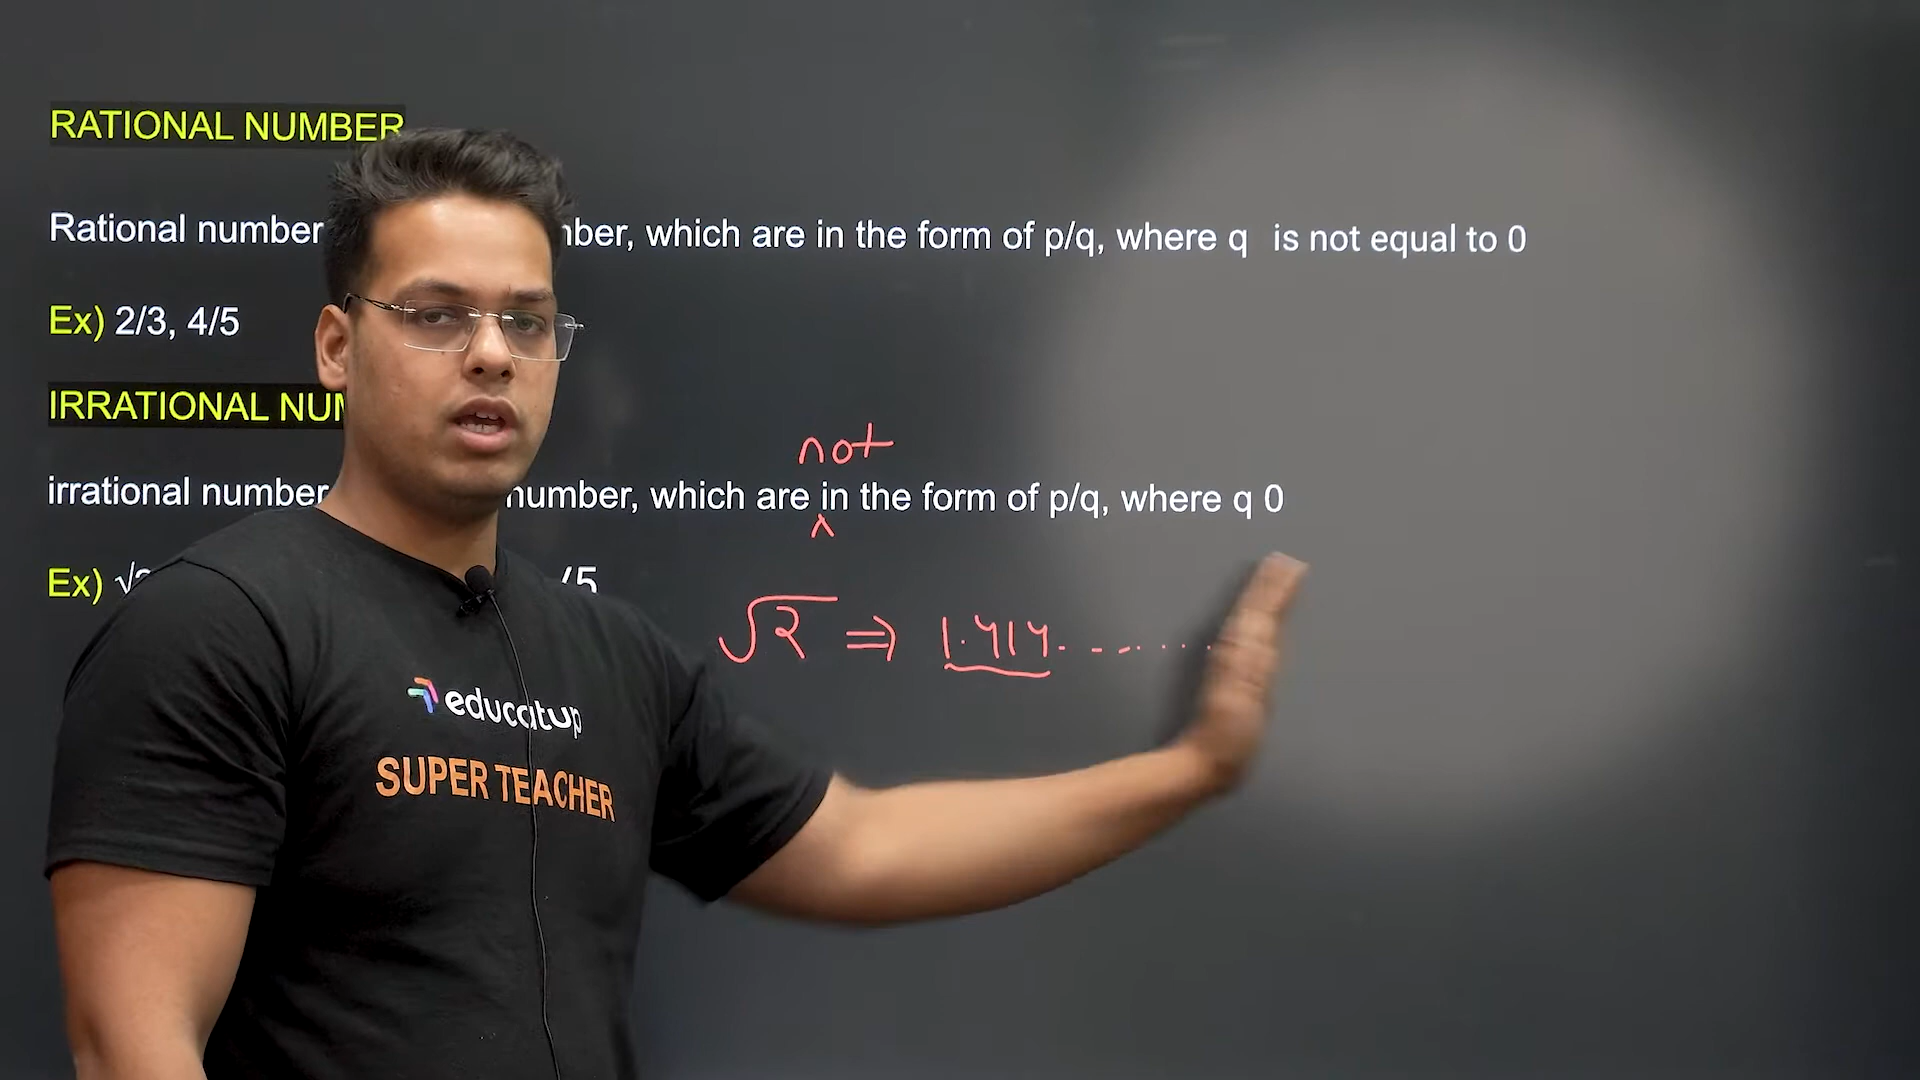 RATIONAL NUMBER
Rational number which are in the form of p/q, where q is not equal to 0
Ex) 2/3, 4/5
IRRATIONAL
not
irrational number number, which are in the form of p/q, where q 0
^
Ex)
√2 ⇒ 1.414.........
educatup
SUPER TEACHER